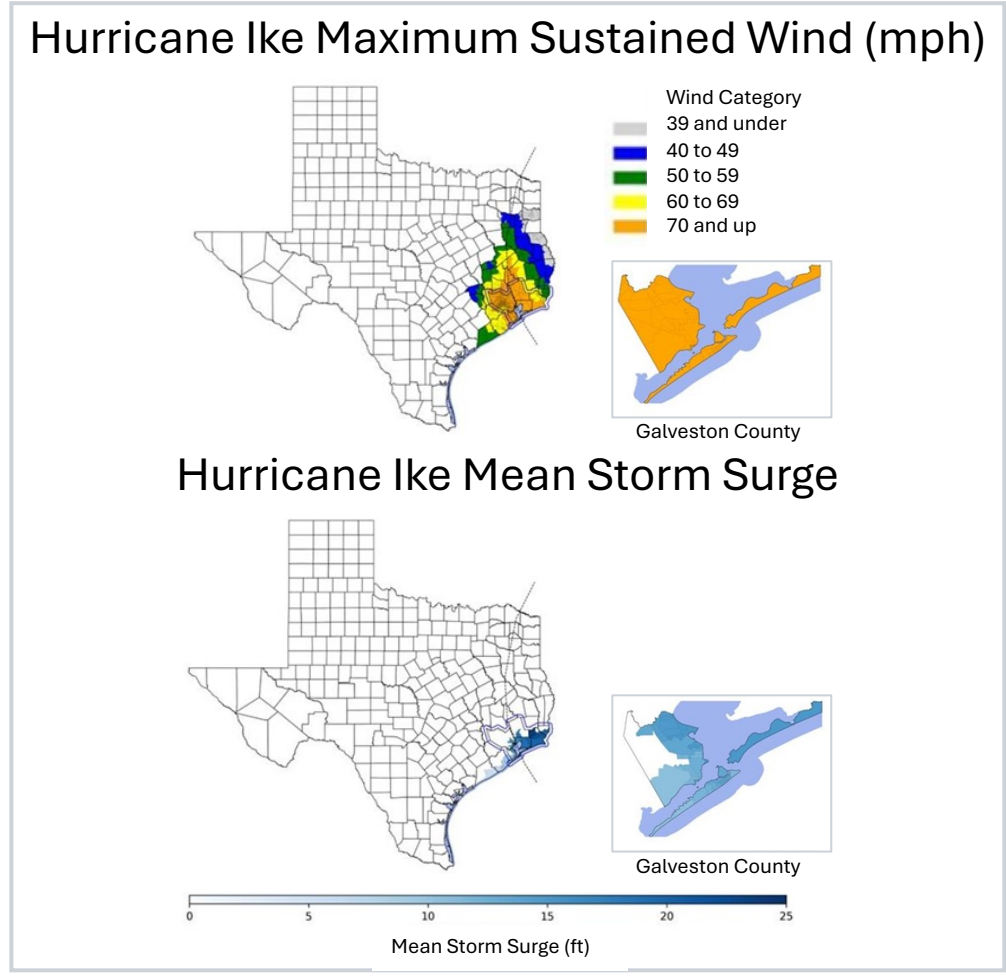 Hurricane Ike Maximum Sustained Wind (mph)
Wind Category
39 and under
40 to 49
50 to 59
60 to 69
70 and up
Galveston County
Hurricane Ike Mean Storm Surge
Galveston County
0 5 10 15 20 25
Mean Storm Surge (ft)